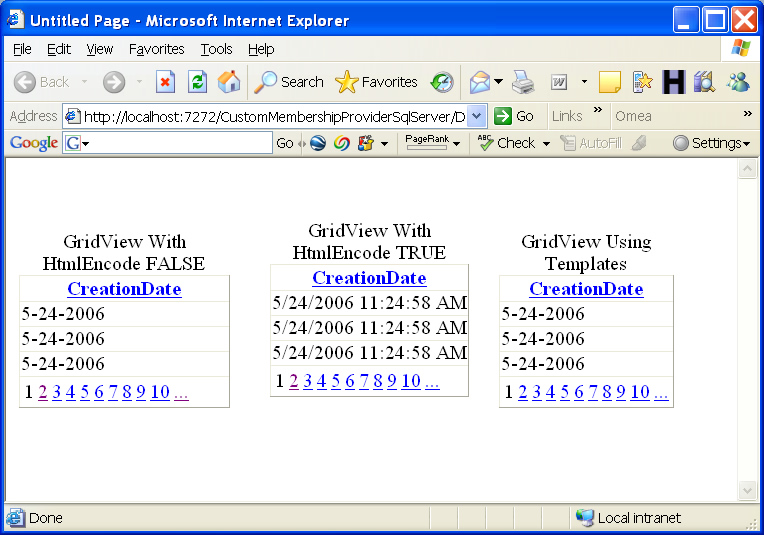 Untitled Page - Microsoft Internet Explorer
File Edit View Favorites Tools Help
Back Search Favorites W H
Address http://localhost:7272/CustomMembershipProviderSqlServer/D Go Links » Omea »
Google G Go PageRank ABC Check AutoFill Settings
GridView With
HtmlEncode FALSE
CreationDate
5-24-2006
5-24-2006
5-24-2006
1 2 3 4 5 6 7 8 9 10 ...
GridView With
HtmlEncode TRUE
CreationDate
5/24/2006 11:24:58 AM
5/24/2006 11:24:58 AM
5/24/2006 11:24:58 AM
1 2 3 4 5 6 7 8 9 10 ...
GridView Using
Templates
CreationDate
5-24-2006
5-24-2006
5-24-2006
1 2 3 4 5 6 7 8 9 10 ...
Done Local intranet